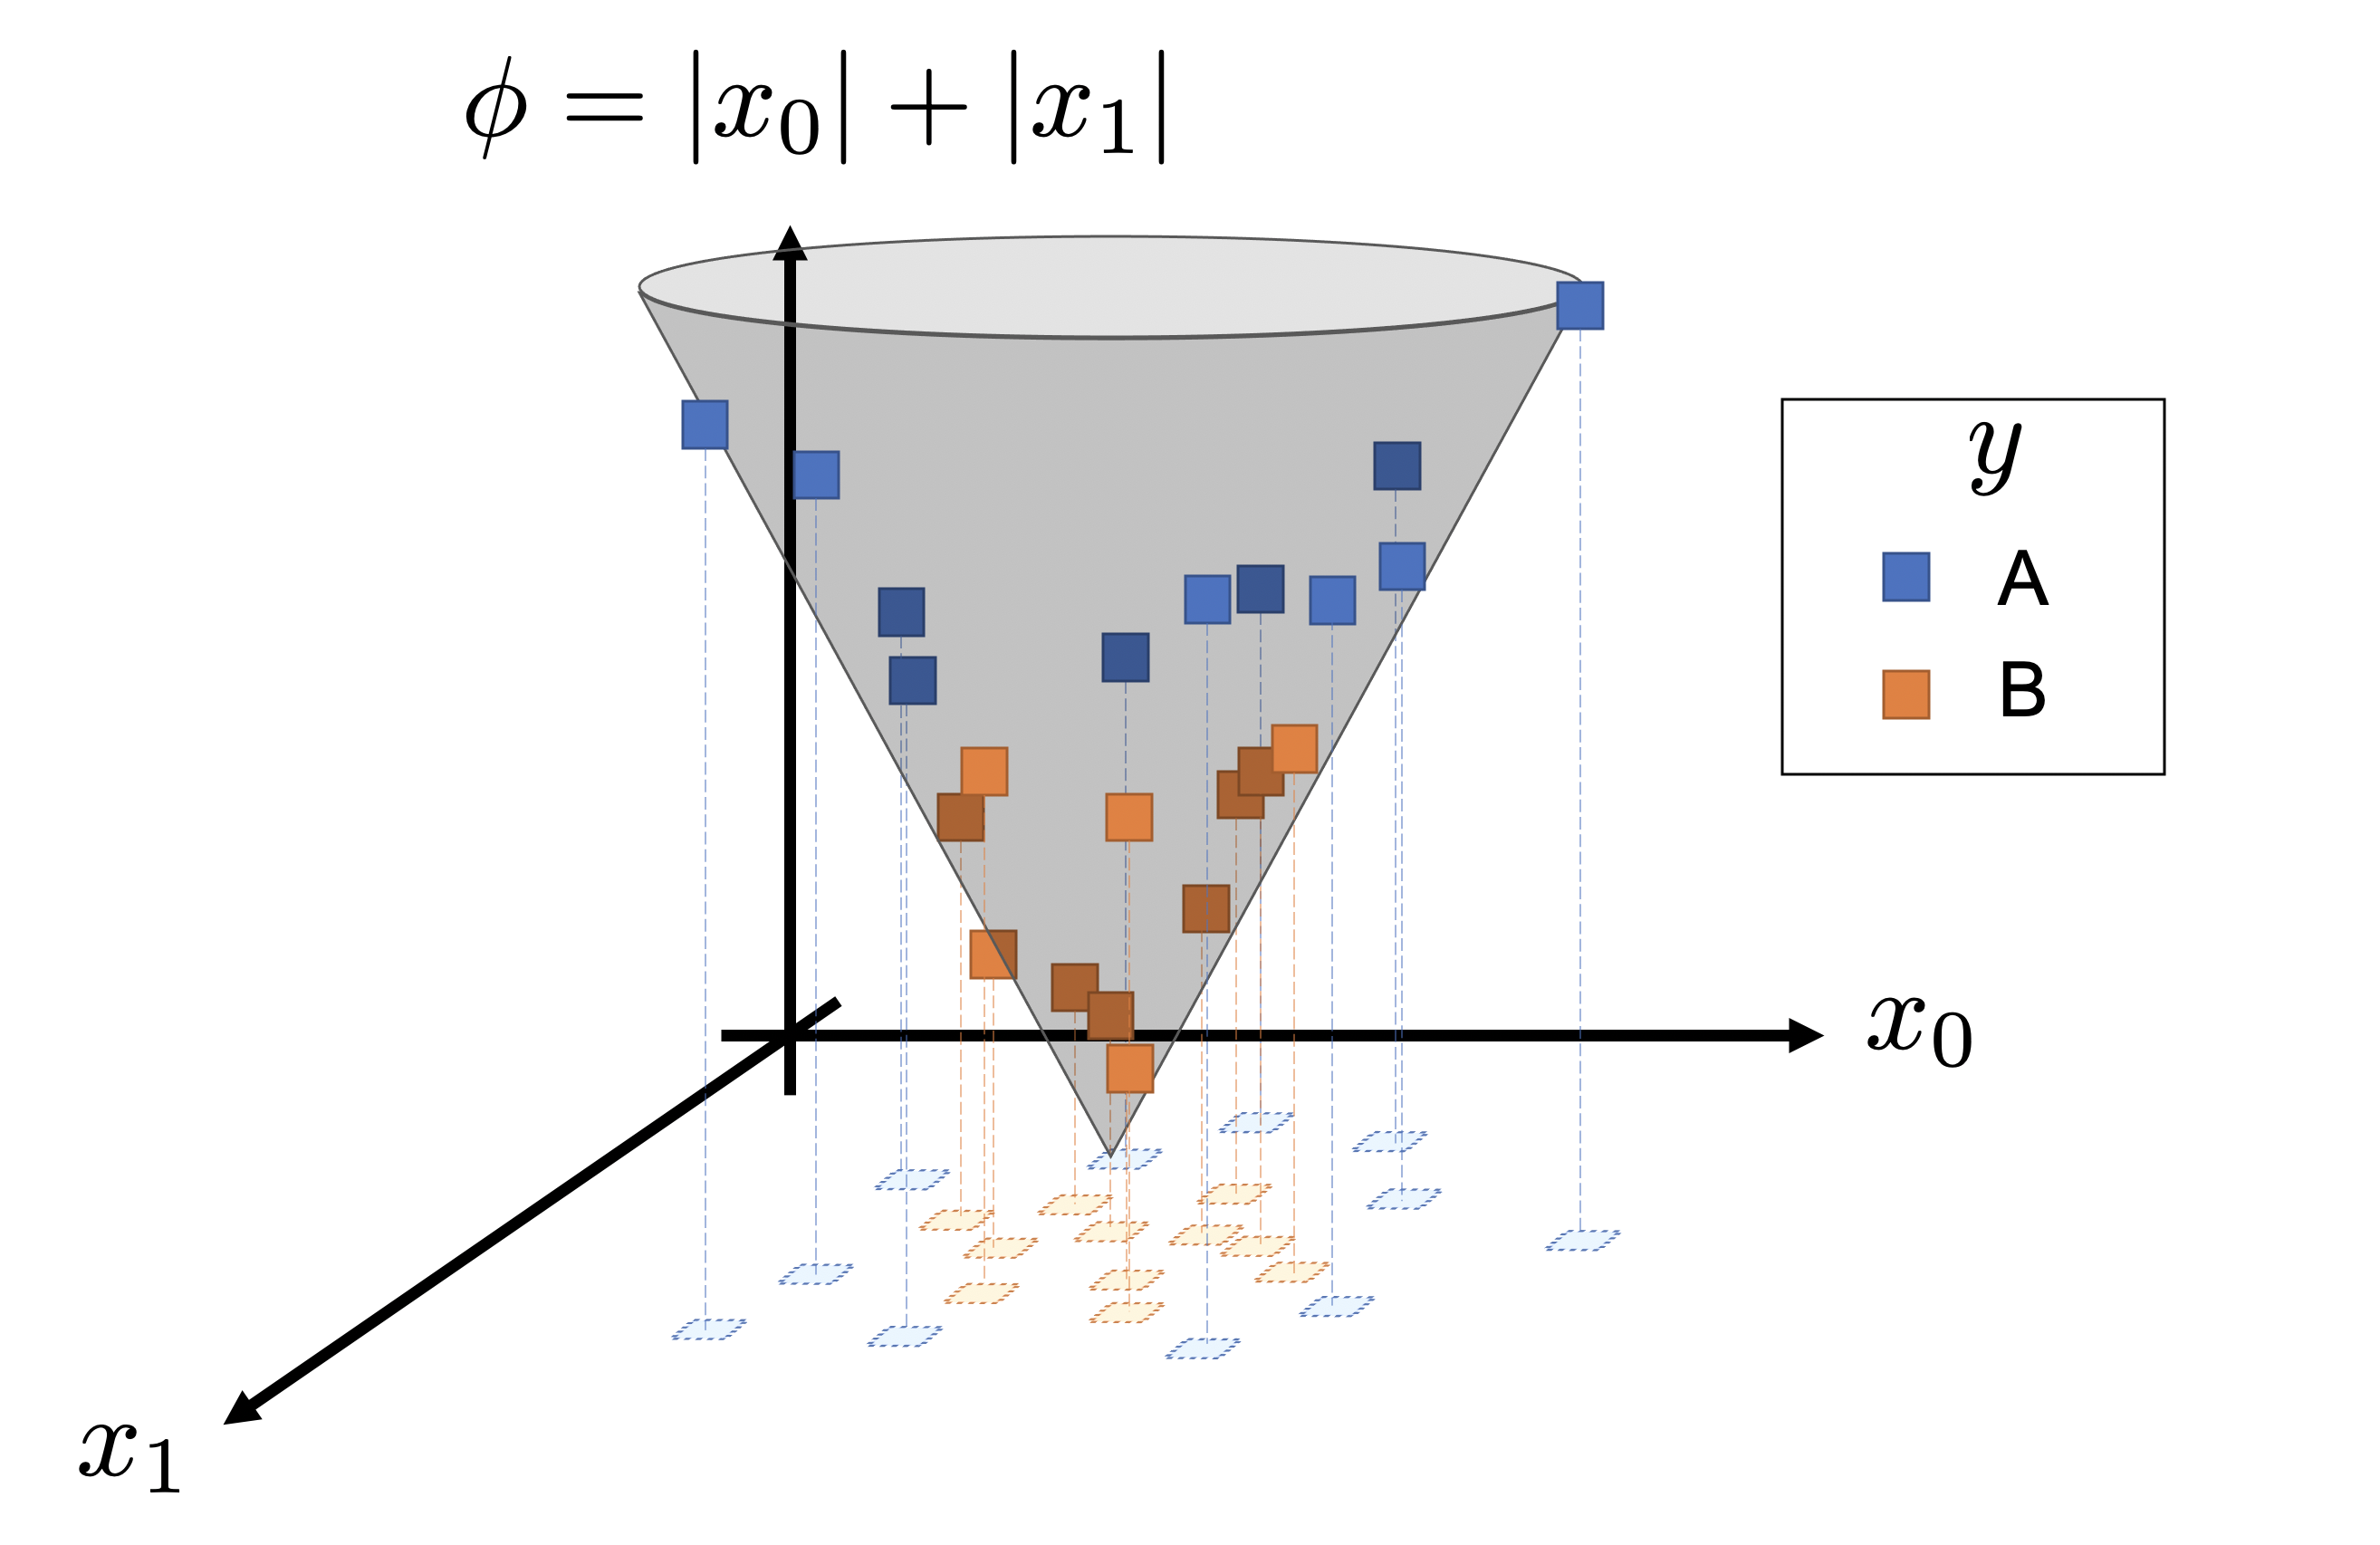 ϕ = |x₀| + |x₁|
y
A
B
x₀
x₁